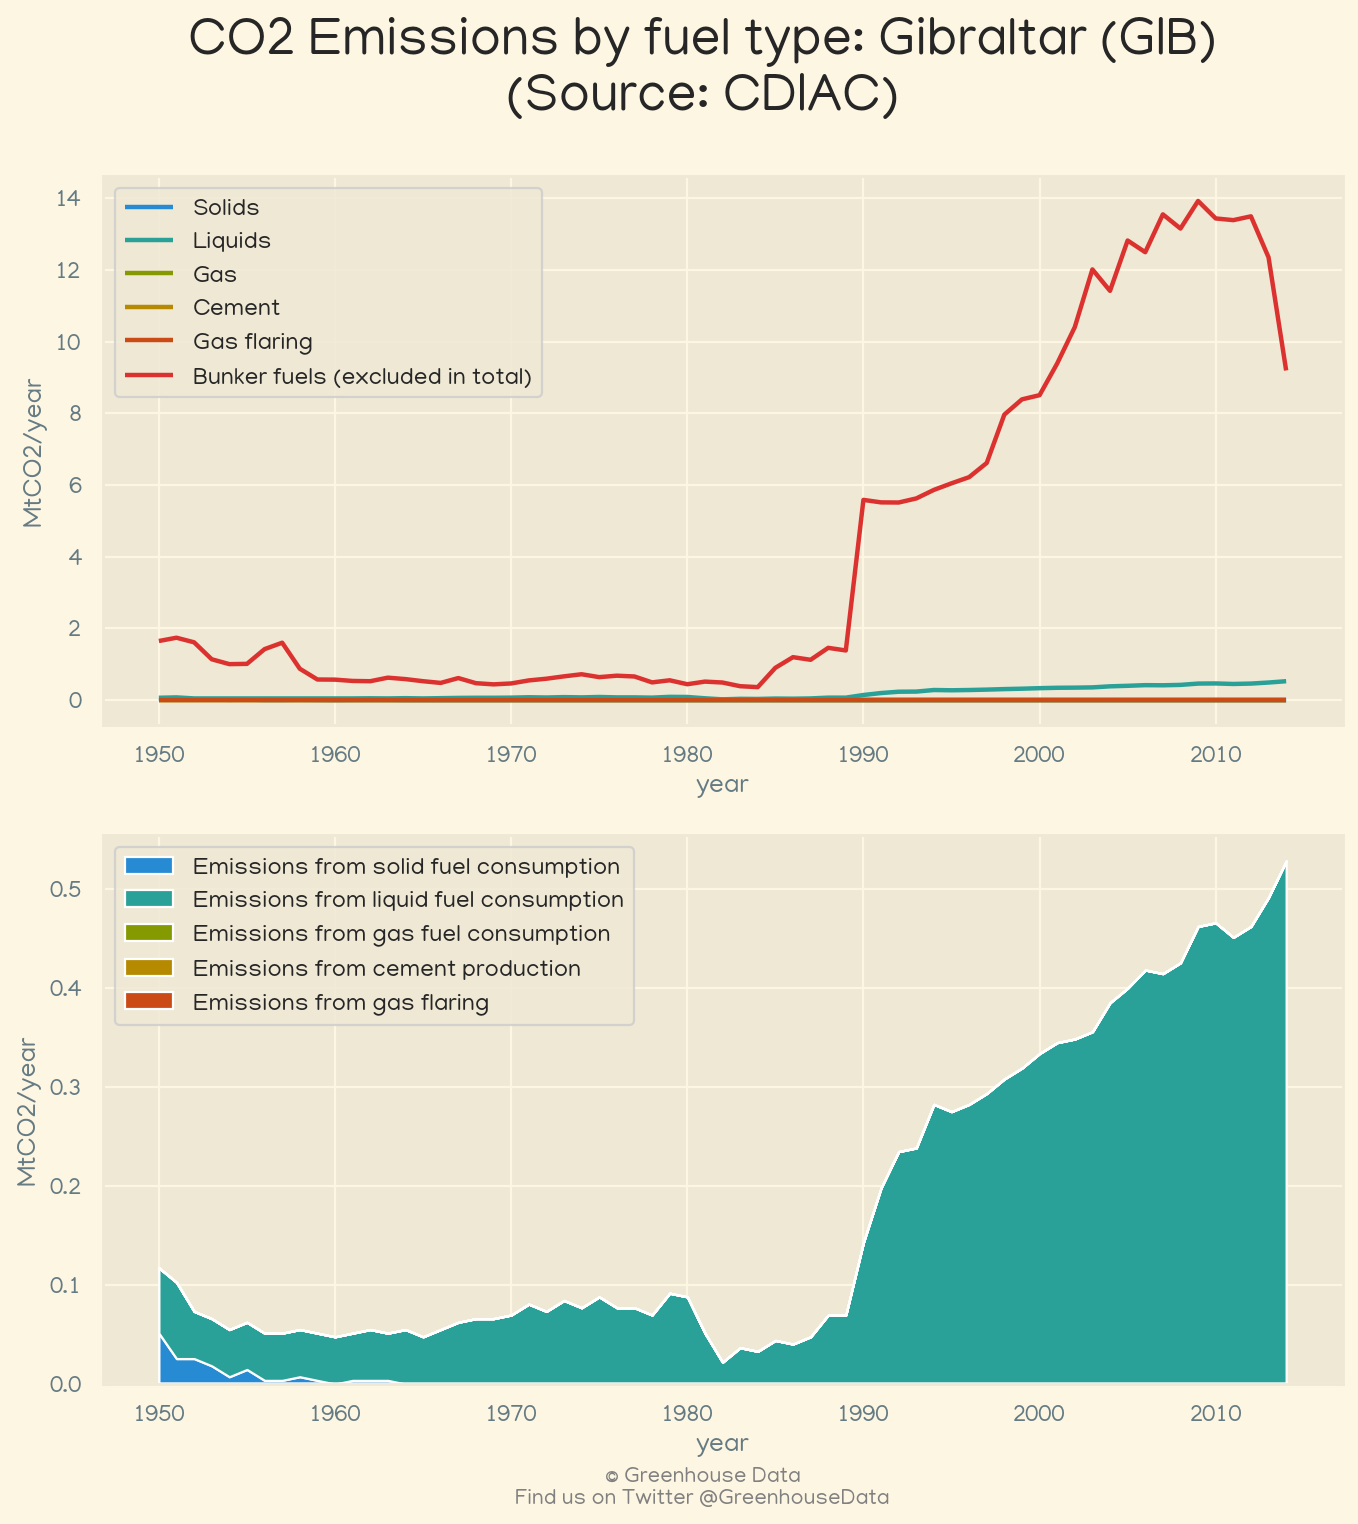 CO2 Emissions by fuel type: Gibraltar (GIB)
(Source: CDIAC)
14
12
10
8
6
4
2
0
MtCO2/year
Solids
Liquids
Gas
Cement
Gas flaring
Bunker fuels (excluded in total)
1950 1960 1970 1980 1990 2000 2010
year
0.5
0.4
0.3
0.2
0.1
0.0
MtCO2/year
Emissions from solid fuel consumption
Emissions from liquid fuel consumption
Emissions from gas fuel consumption
Emissions from cement production
Emissions from gas flaring
1950 1960 1970 1980 1990 2000 2010
year
© Greenhouse Data
Find us on Twitter @GreenhouseData